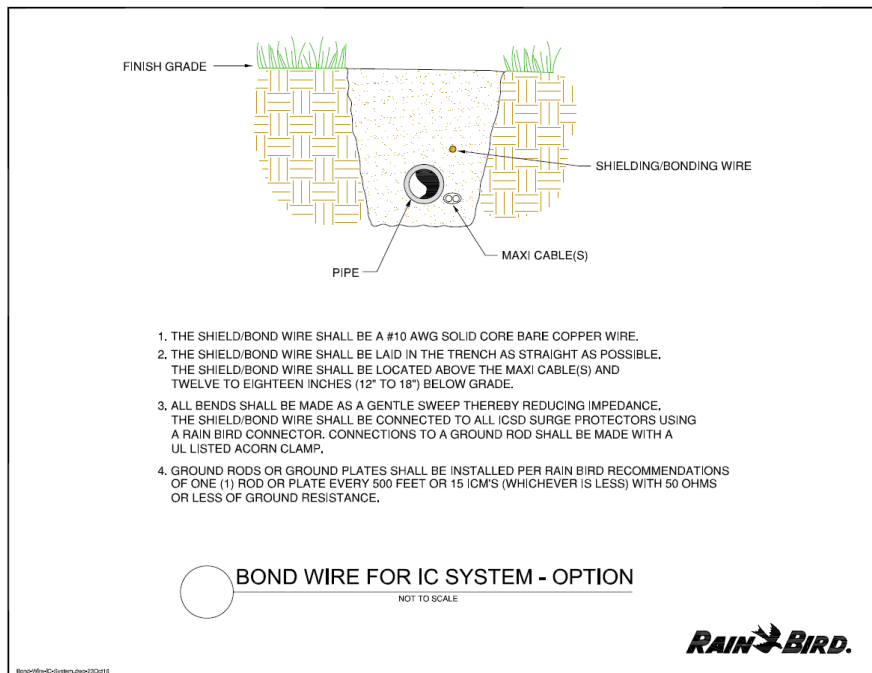 FINISH GRADE
SHIELDING/BONDING WIRE
MAXI CABLE(S)
PIPE
1. THE SHIELD/BOND WIRE SHALL BE A #10 AWG SOLID CORE BARE COPPER WIRE.
2. THE SHIELD/BOND WIRE SHALL BE LAID IN THE TRENCH AS STRAIGHT AS POSSIBLE.
THE SHIELD/BOND WIRE SHALL BE LOCATED ABOVE THE MAXI CABLE(S) AND
TWELVE TO EIGHTEEN INCHES (12" TO 18") BELOW GRADE.
3. ALL BENDS SHALL BE MADE AS A GENTLE SWEEP THEREBY REDUCING IMPEDANCE.
THE SHIELD/BOND WIRE SHALL BE CONNECTED TO ALL ICSD SURGE PROTECTORS USING
A RAIN BIRD CONNECTOR. CONNECTIONS TO A GROUND ROD SHALL BE MADE WITH A
UL LISTED ACORN CLAMP.
4. GROUND RODS OR GROUND PLATES SHALL BE INSTALLED PER RAIN BIRD RECOMMENDATIONS
OF ONE (1) ROD OR PLATE EVERY 500 FEET OR 15 ICM'S (WHICHEVER IS LESS) WITH 50 OHMS
OR LESS OF GROUND RESISTANCE.
BOND WIRE FOR IC SYSTEM - OPTION
NOT TO SCALE
RAIN BIRD.
Bond-Wire-IC-System.dwg-23Oct18